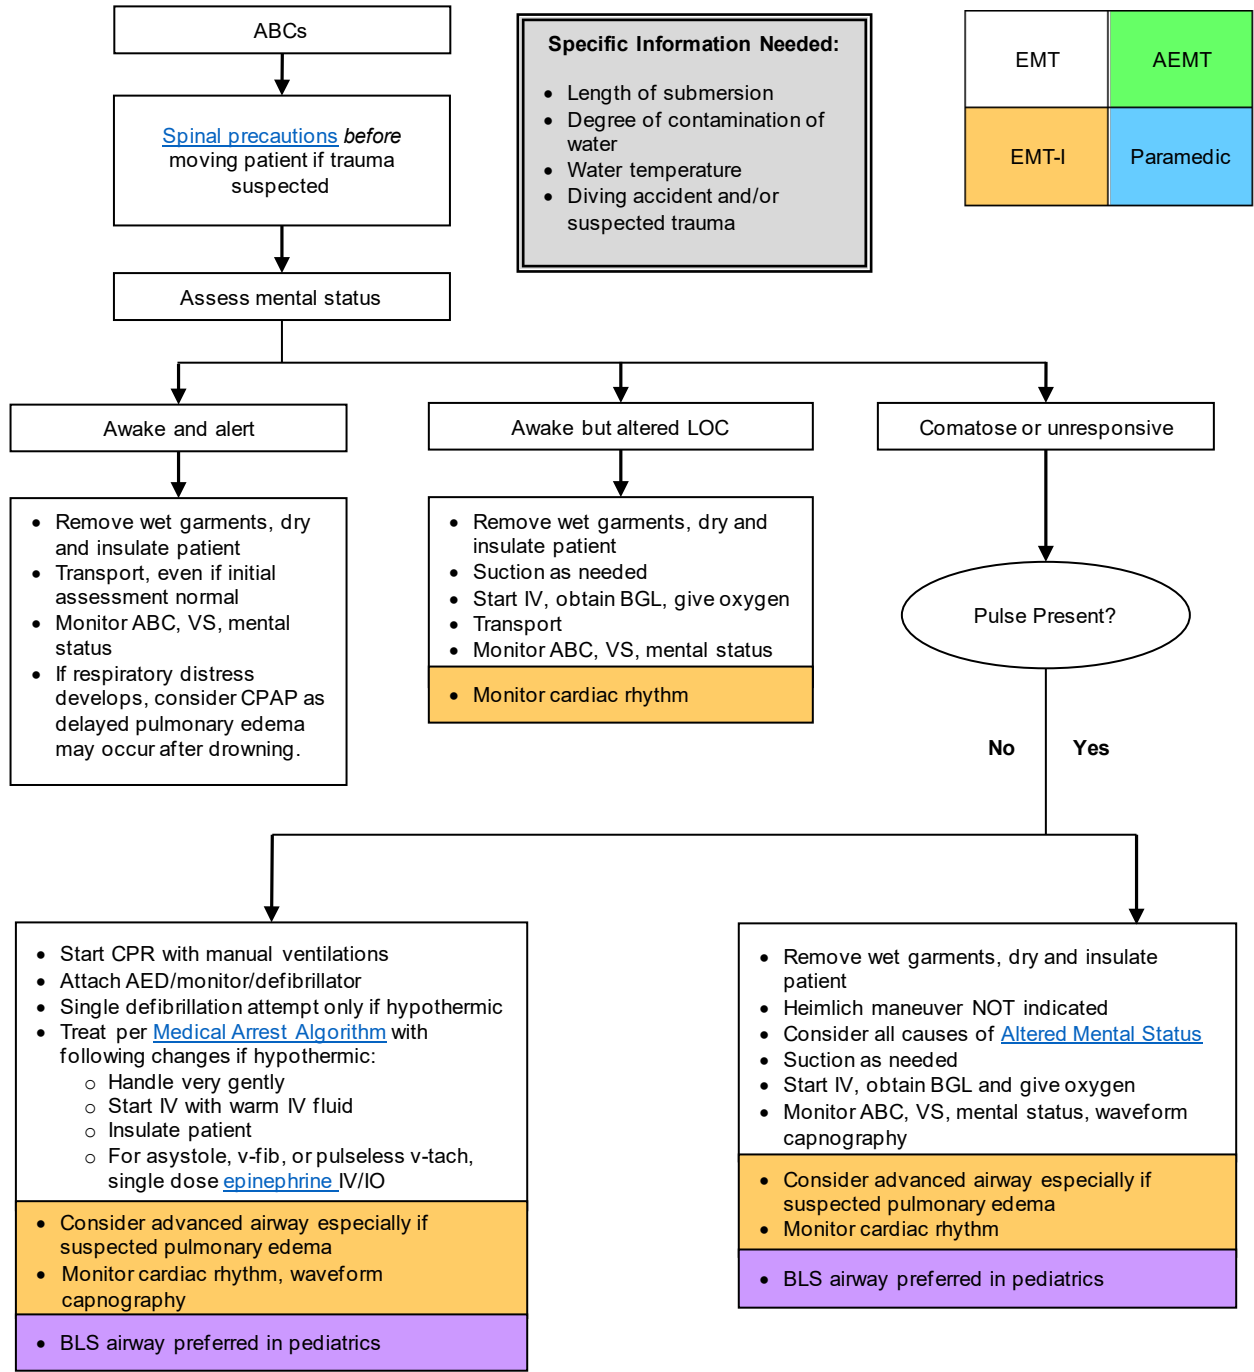 ABCs
Spinal precautions before
moving patient if trauma
suspected
Assess mental status
Specific Information Needed:
• Length of submersion
• Degree of contamination of
water
• Water temperature
• Diving accident and/or
suspected trauma
EMT
AEMT
EMT-I
Paramedic
Awake and alert
• Remove wet garments, dry
and insulate patient
• Transport, even if initial
assessment normal
• Monitor ABC, VS, mental
status
• If respiratory distress
develops, consider CPAP as
delayed pulmonary edema
may occur after drowning.
Awake but altered LOC
• Remove wet garments, dry and
insulate patient
• Suction as needed
• Start IV, obtain BGL, give oxygen
• Transport
• Monitor ABC, VS, mental status
• Monitor cardiac rhythm
Comatose or unresponsive
Pulse Present?
No
Yes
• Start CPR with manual ventilations
• Attach AED/monitor/defibrillator
• Single defibrillation attempt only if hypothermic
• Treat per Medical Arrest Algorithm with
following changes if hypothermic:
o Handle very gently
o Start IV with warm IV fluid
o Insulate patient
o For asystole, v-fib, or pulseless v-tach,
single dose epinephrine IV/IO
• Consider advanced airway especially if
suspected pulmonary edema
• Monitor cardiac rhythm, waveform
capnography
• BLS airway preferred in pediatrics
• Remove wet garments, dry and insulate
patient
• Heimlich maneuver NOT indicated
• Consider all causes of Altered Mental Status
• Suction as needed
• Start IV, obtain BGL and give oxygen
• Monitor ABC, VS, mental status, waveform
capnography
• Consider advanced airway especially if
suspected pulmonary edema
• Monitor cardiac rhythm
• BLS airway preferred in pediatrics